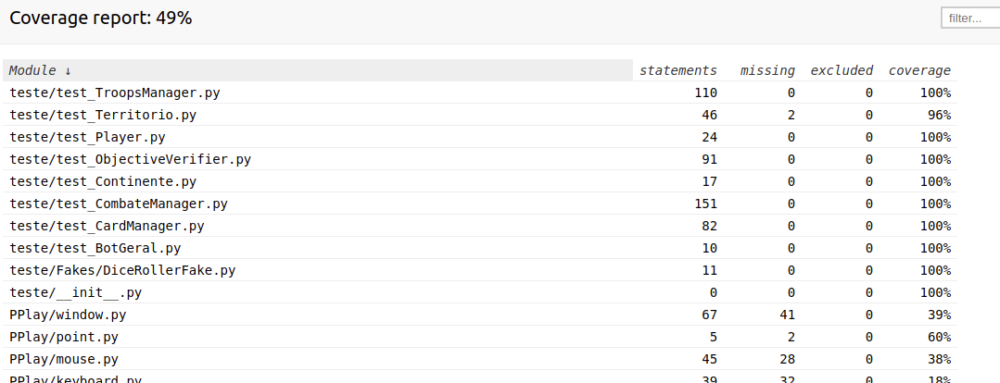 Coverage report: 49%
filter...
Module ↓ statements missing excluded coverage
teste/test_TroopsManager.py 110 0 0 100%
teste/test_Territorio.py 46 2 0 96%
teste/test_Player.py 24 0 0 100%
teste/test_ObjectiveVerifier.py 91 0 0 100%
teste/test_Continente.py 17 0 0 100%
teste/test_CombateManager.py 151 0 0 100%
teste/test_CardManager.py 82 0 0 100%
teste/test_BotGeral.py 10 0 0 100%
teste/Fakes/DiceRollerFake.py 11 0 0 100%
teste/__init__.py 0 0 0 100%
PPlay/window.py 67 41 0 39%
PPlay/point.py 5 2 0 60%
PPlay/mouse.py 45 28 0 38%
PPlay/keyboard.py 39 32 0 18%